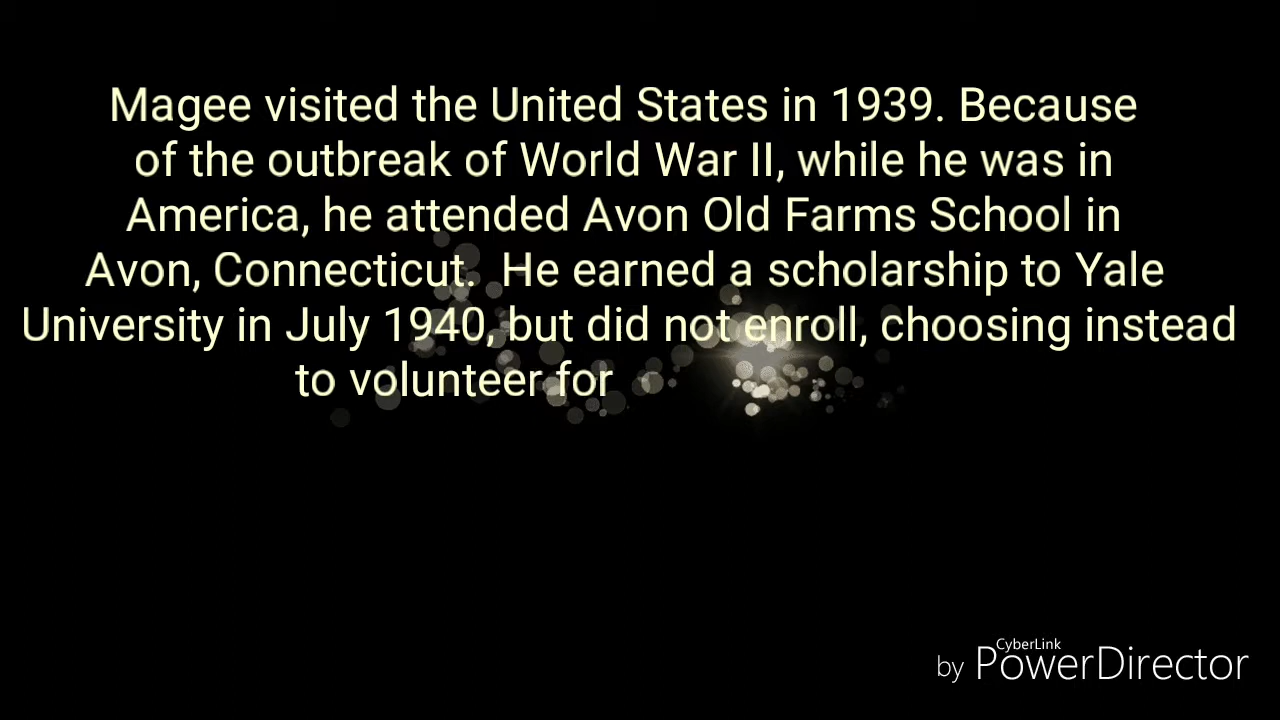 Magee visited the United States in 1939. Because
of the outbreak of World War II, while he was in
America, he attended Avon Old Farms School in
Avon, Connecticut.  He earned a scholarship to Yale
University in July 1940, but did not enroll, choosing instead
to volunteer for
CyberLink
by PowerDirector